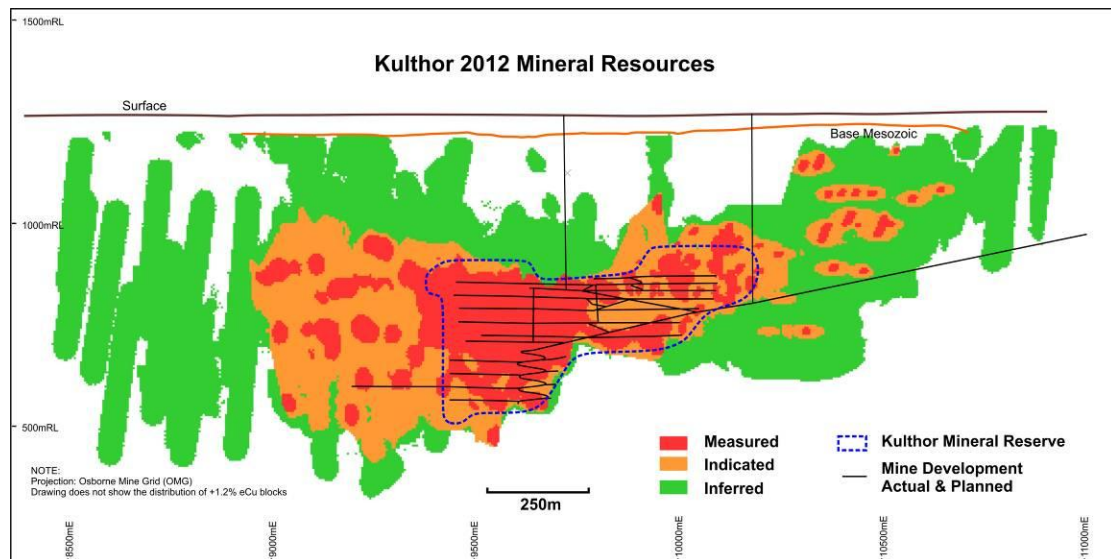 1500mRL
Kulthor 2012 Mineral Resources
Surface
Base Mesozoic
1000mRL
500mRL
Measured
Indicated
Inferred
Kulthor Mineral Reserve
Mine Development
Actual & Planned
NOTE:
Projection: Osborne Mine Grid (OMG)
Drawing does not show the distribution of +1.2% eCu blocks
250m
8500mE
9000mE
9500mE
10000mE
10500mE
11000mE